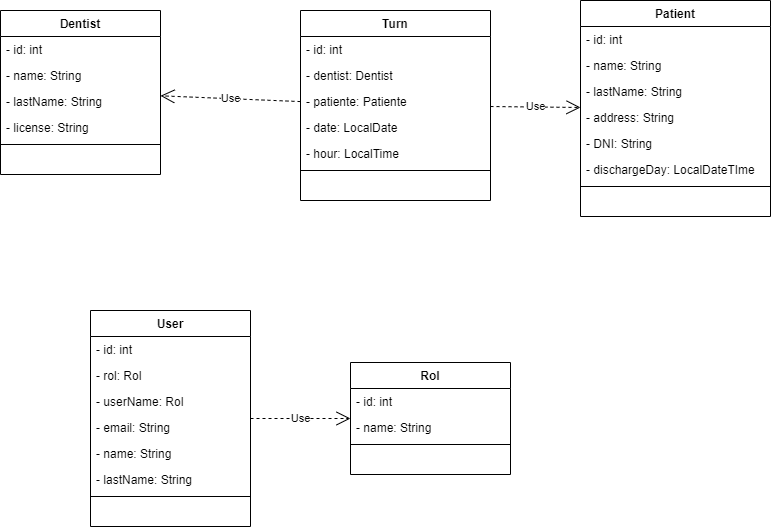 Dentist
- id: int
- name: String
- lastName: String
- license: String
Use
Turn
- id: int
- dentist: Dentist
- patiente: Patiente
- date: LocalDate
- hour: LocalTime
Use
Patient
- id: int
- name: String
- lastName: String
- address: String
- DNI: String
- dischargeDay: LocalDateTIme
User
- id: int
- rol: Rol
- userName: Rol
- email: String
- name: String
- lastName: String
Use
Rol
- id: int
- name: String